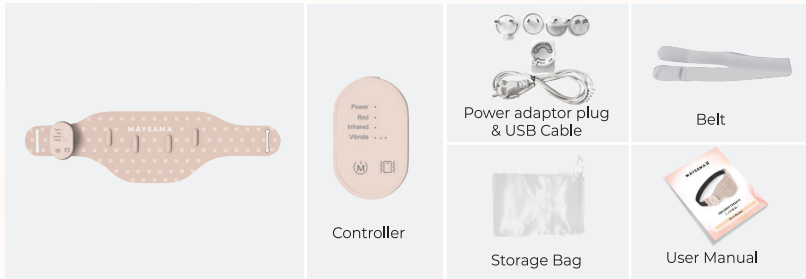 MAYSAMA
Power
Red
Infrared
Vibrate
M
Controller
Power adaptor plug
& USB Cable
Belt
Storage Bag
MAYSAMA
User Manual